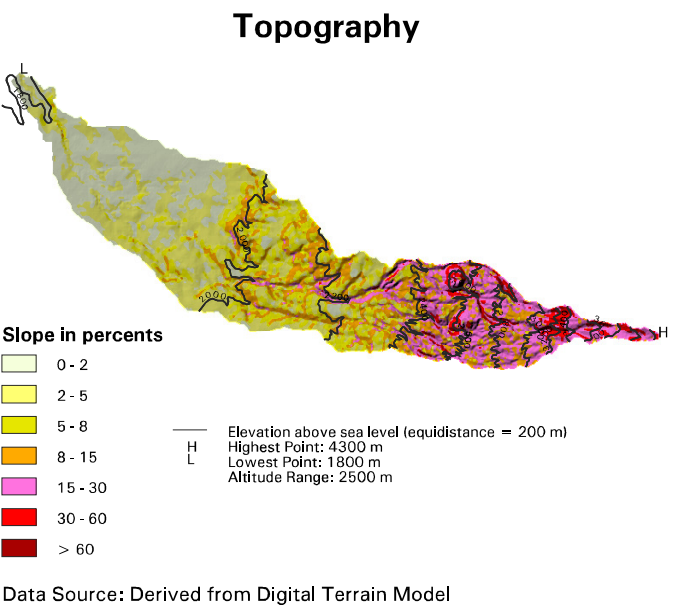 Topography
L
1800
2000
2000
H
Slope in percents
0 - 2
2 - 5
5 - 8
8 - 15
15 - 30
30 - 60
> 60
Elevation above sea level (equidistance = 200 m)
H Highest Point: 4300 m
L Lowest Point: 1800 m
Altitude Range: 2500 m
Data Source: Derived from Digital Terrain Model